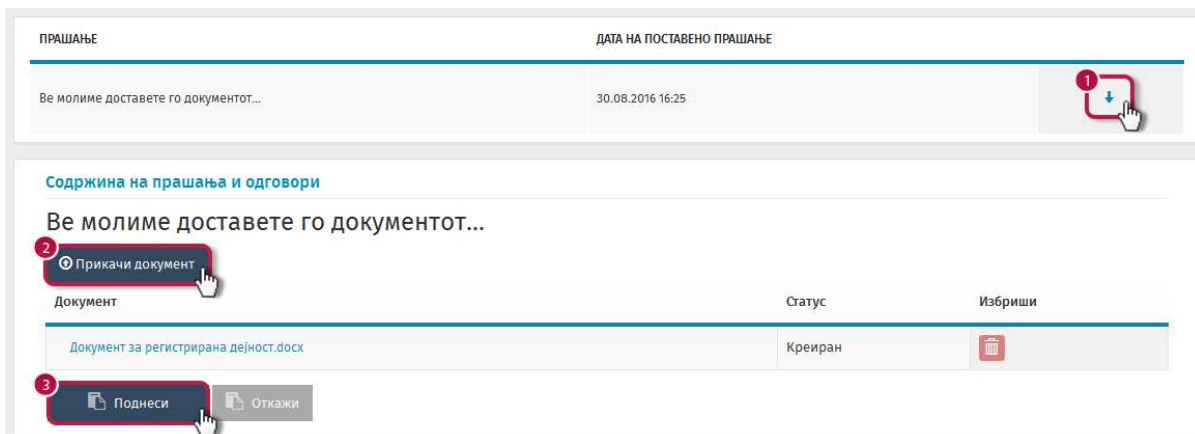 ПРАШАЊЕ ДАТА НА ПОСТАВЕНО ПРАШАЊЕ
Ве молиме доставете го документот... 30.08.2016 16:25 1
Содржина на прашања и одговори
Ве молиме доставете го документот...
2 Прикачи документ
Документ Статус Избриши
Документ за регистрирана дејност.docx Креиран
3 Поднеси Откажи